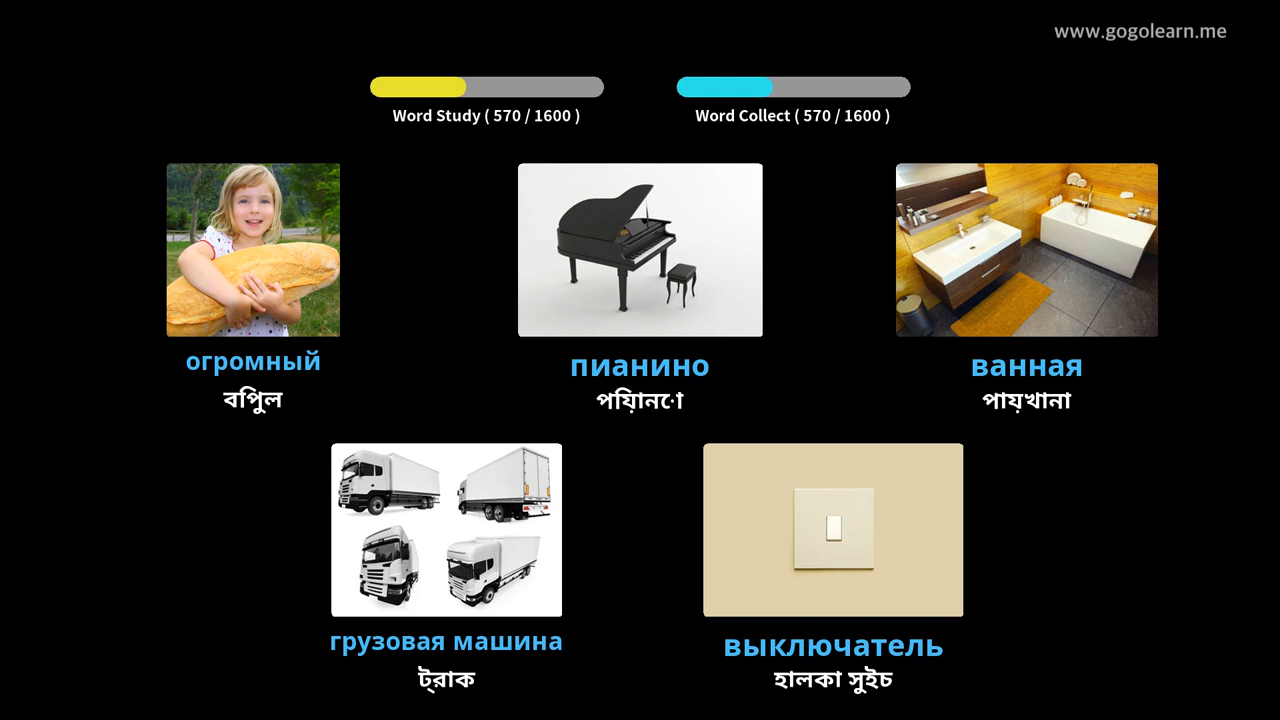 www.gogolearn.me
Word Study ( 570 / 1600 )
Word Collect ( 570 / 1600 )
огромный
пианино
ванная
বিপুল
পিয়ানো
পায়খানা
грузовая машина
выключатель
ট্রাক
হালকা সুইচ